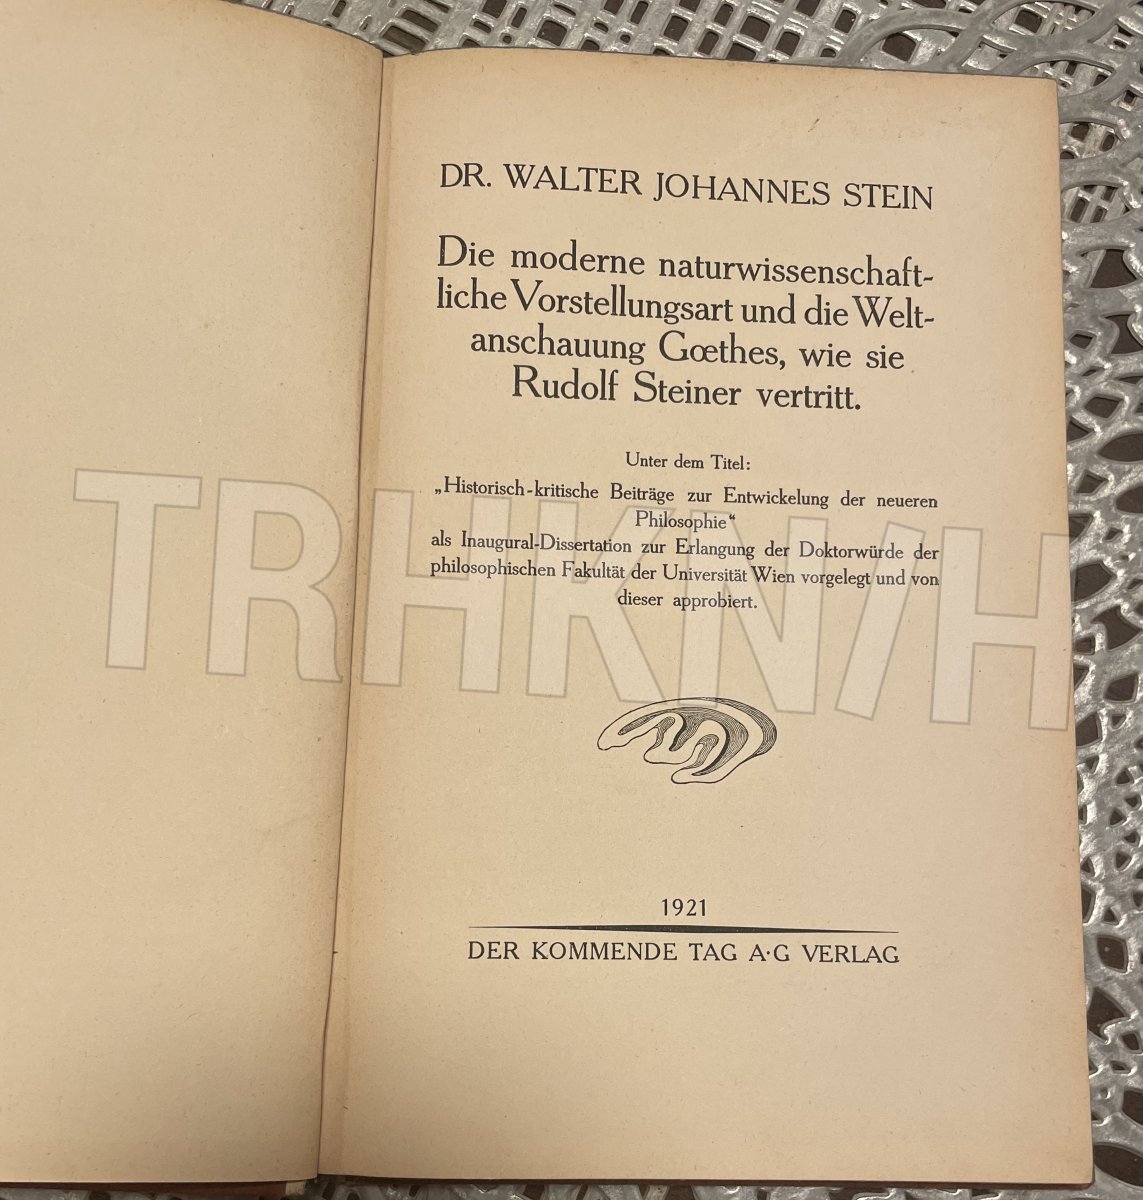 DR. WALTER JOHANNES STEIN
Die moderne naturwissenschaft-
liche Vorstellungsart und die Welt-
anschauung Gœthes, wie sie
Rudolf Steiner vertritt.
Unter dem Titel:
„Historisch-kritische Beiträge zur Entwickelung der neueren
Philosophie“
als Inaugural-Dissertation zur Erlangung der Doktorwürde der
philosophischen Fakultät der Universität Wien vorgelegt und von
dieser approbiert.
TRHKN/H
1921
DER KOMMENDE TAG A·G VERLAG